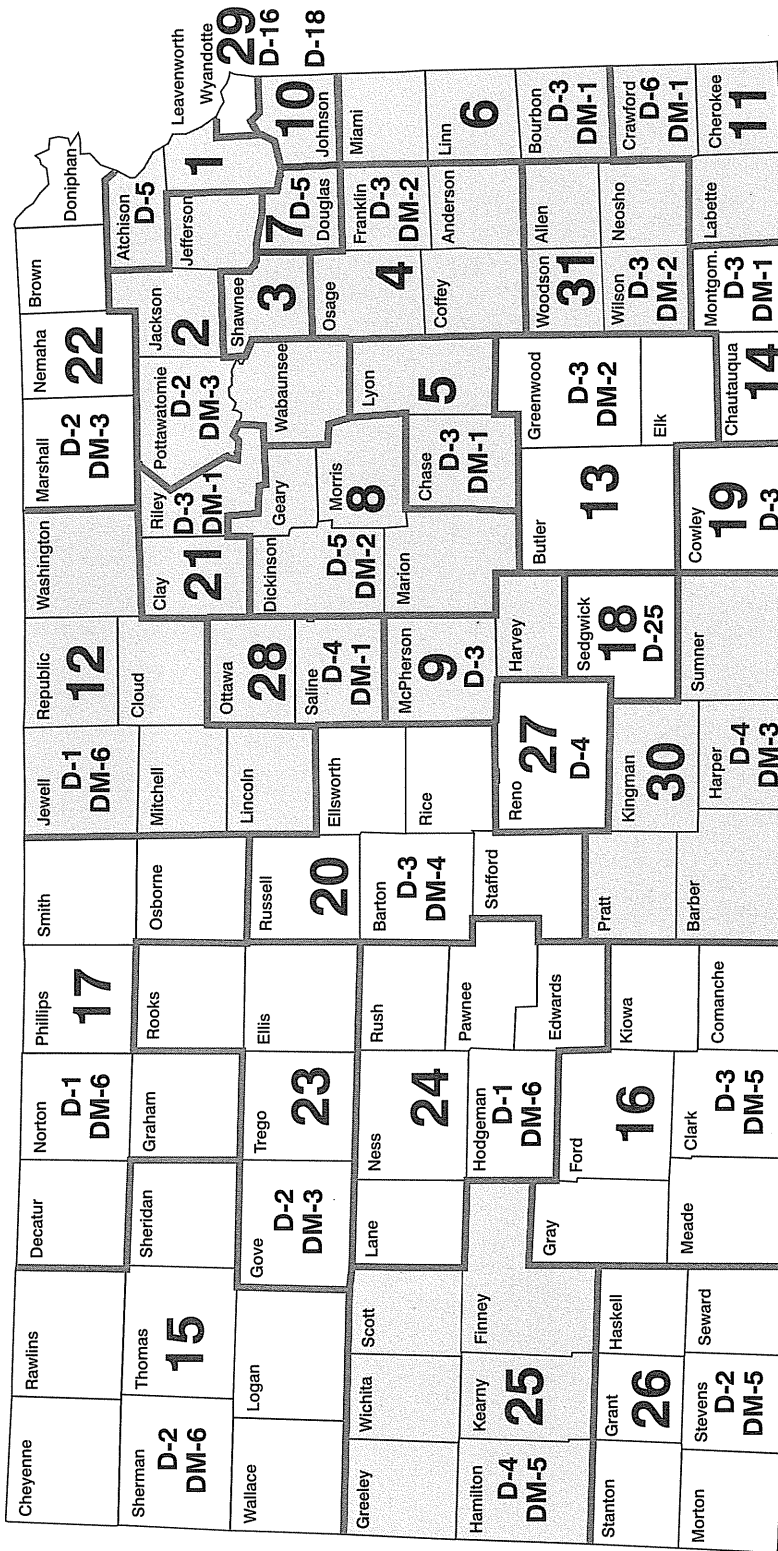 Cheyenne
Rawlins
Decatur
Norton
D-1
DM-6
Phillips
17
Smith
Jewell
D-1
DM-6
Republic
12
Washington
Marshall
D-2
DM-3
Nemaha
22
Brown
Doniphan
Sherman
D-2
DM-6
Thomas
15
Sheridan
Graham
Rooks
Osborne
Mitchell
Cloud
Clay
21
Riley
D-3
DM-1
Pottawatomie
D-2
DM-3
Jackson
2
Atchison
D-5
Jefferson
1
Leavenworth
Wyandotte
29
D-16
D-18
Wallace
Logan
Gove
D-2
DM-3
Trego
23
Ellis
Russell
20
Lincoln
Ottawa
28
Saline
D-4
DM-1
Dickinson
D-5
DM-2
Geary
Morris
8
Wabaunsee
Shawnee
3
Douglas
7
D-5
Johnson
10
Greeley
Wichita
Scott
Lane
Ness
24
Rush
Barton
D-3
DM-4
Ellsworth
Rice
McPherson
9
D-3
Marion
Chase
D-3
DM-1
Lyon
5
Osage
4
Coffey
Franklin
D-3
DM-2
Anderson
Miami
Linn
6
Hamilton
D-4
DM-5
Kearny
25
Finney
Hodgeman
D-1
DM-6
Pawnee
Edwards
Stafford
Reno
27
D-4
Harvey
Sedgwick
18
D-25
Butler
13
Greenwood
D-3
DM-2
Elk
Woodson
31
Wilson
D-3
DM-2
Allen
Neosho
Bourbon
D-3
DM-1
Crawford
D-6
DM-1
Stanton
Grant
26
Haskell
Gray
Ford
16
Kiowa
Pratt
Kingman
30
Morton
Stevens
D-2
DM-5
Seward
Meade
Clark
D-3
DM-5
Comanche
Barber
Harper
D-4
DM-3
Sumner
Cowley
19
D-3
Chautauqua
14
Montgom.
D-3
DM-1
Labette
Cherokee
11